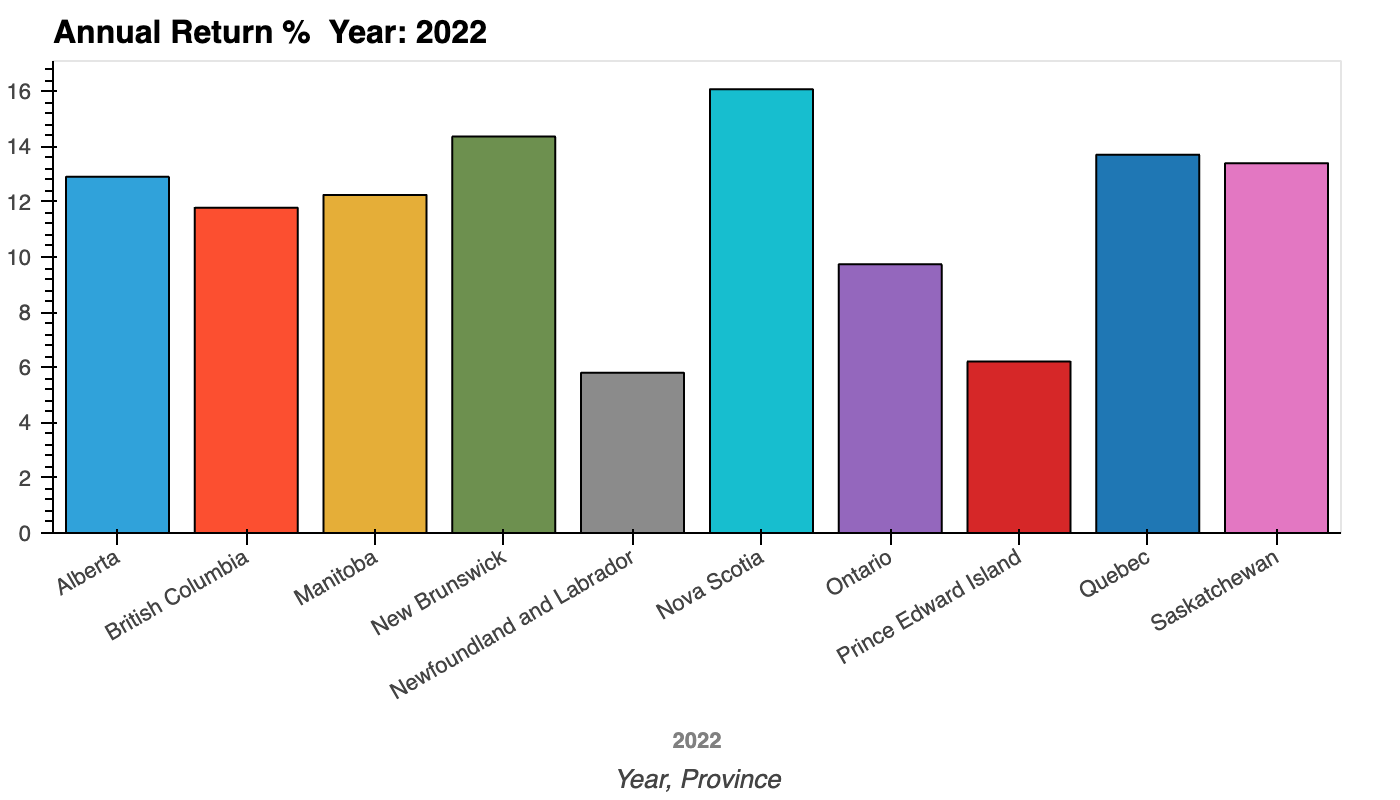 Annual Return %  Year: 2022
16
14
12
10
8
6
4
2
0
Alberta
British Columbia
Manitoba
New Brunswick
Newfoundland and Labrador
Nova Scotia
Ontario
Prince Edward Island
Quebec
Saskatchewan
2022
Year, Province